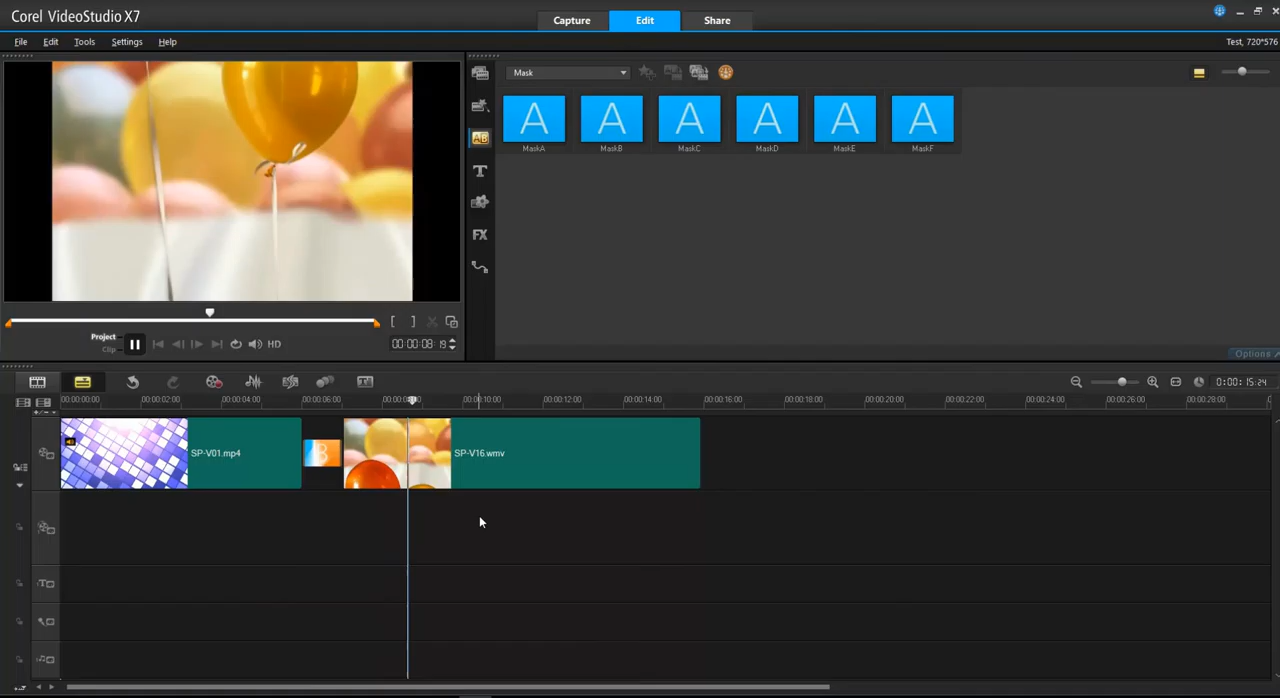 Corel VideoStudio X7
Capture
Edit
Share
File
Edit
Tools
Settings
Help
Test, 720*576
Mask
AB
T
FX
A
A
A
A
A
A
MaskA
MaskB
MaskC
MaskD
MaskE
MaskF
Project
Clip
HD
00:00:08: 19
Options
0:00:15:24
00:00:00:00
00:00:02:00
00:00:04:00
00:00:06:00
00:00:10:00
00:00:12:00
00:00:14:00
00:00:16:00
00:00:18:00
00:00:20:00
00:00:22:00
00:00:24:00
00:00:26:00
00:00:28:00
SP-V01.mp4
B
SP-V16.wmv